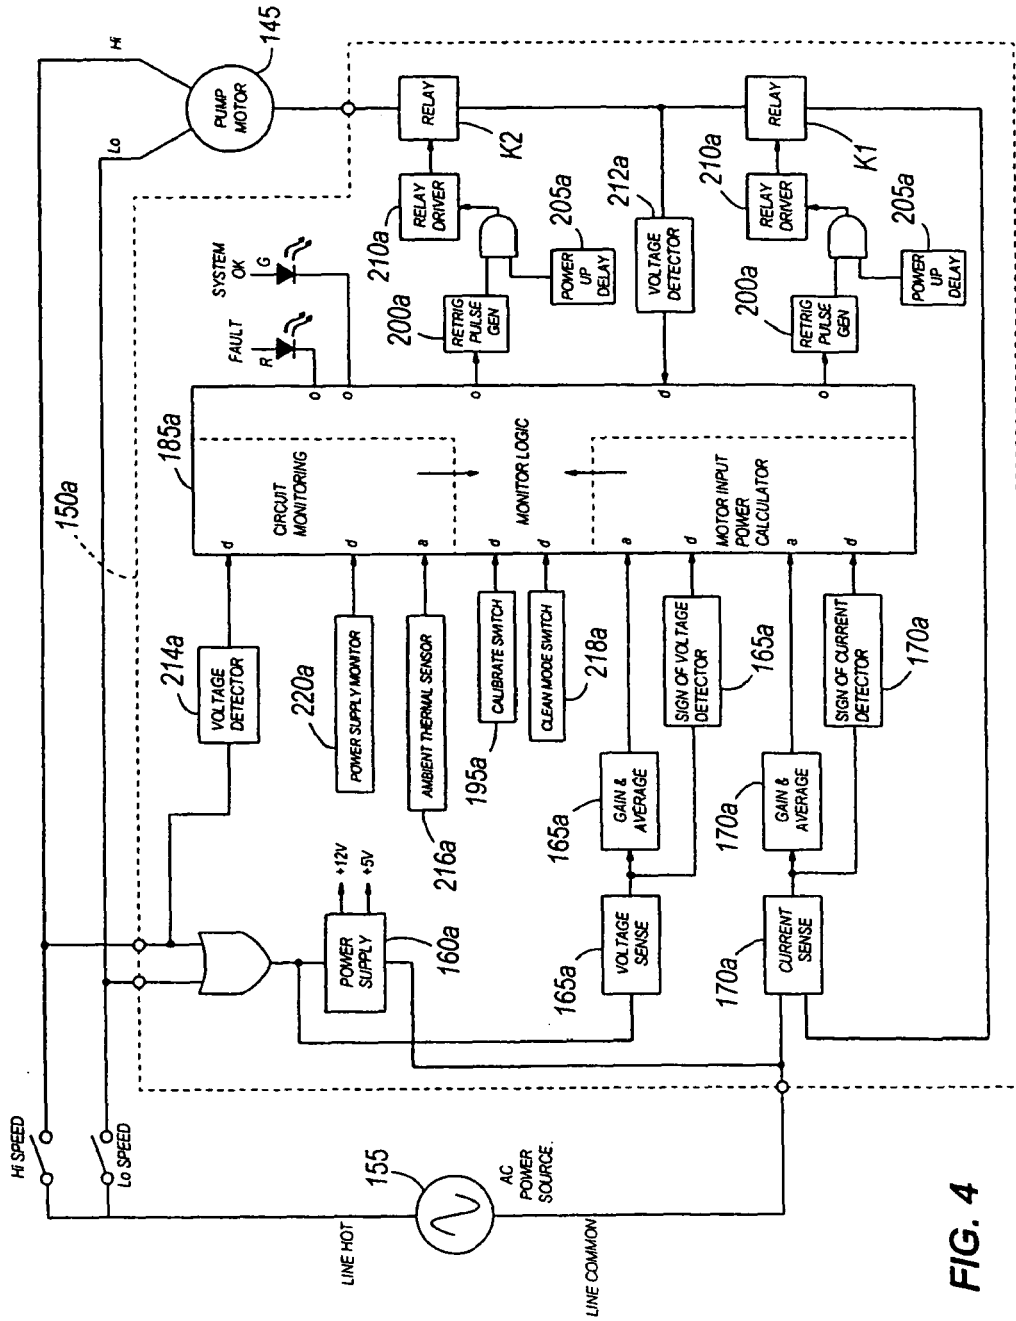 Hi SPEED
Lo SPEED
Hi
Lo
PUMP
MOTOR
145
150a
LINE HOT
155
AC
POWER
SOURCE.
LINE COMMON
214a
VOLTAGE
DETECTOR
POWER
SUPPLY
+12V
+5V
160a
220a
POWER SUPPLY MONITOR
AMBIENT THERMAL SENSOR
216a
CALIBRATE SWITCH
195a
CLEAN MODE SWITCH
218a
VOLTAGE
SENSE
165a
GAIN &
AVERAGE
165a
SIGN OF VOLTAGE
DETECTOR
165a
CURRENT
SENSE
170a
GAIN &
AVERAGE
170a
SIGN OF CURRENT
DETECTOR
170a
185a
CIRCUIT
MONITORING
MONITOR LOGIC
MOTOR INPUT
POWER
CALCULATOR
d
d
a
d
d
a
d
a
d
o
o
o
d
o
FAULT
R
SYSTEM
OK
G
200a
RETRIG
PULSE
GEN
205a
POWER
UP
DELAY
210a
RELAY
DRIVER
RELAY
K2
212a
VOLTAGE
DETECTOR
200a
RETRIG
PULSE
GEN
205a
POWER
UP
DELAY
210a
RELAY
DRIVER
RELAY
K1
FIG. 4